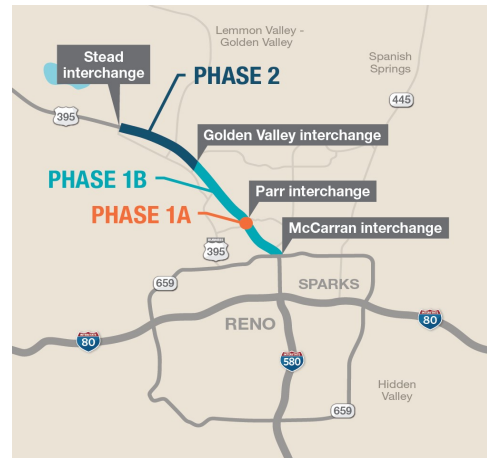 Lemmon Valley -
Golden Valley
Stead
interchange
Spanish
Springs
PHASE 2
445
395
Golden Valley interchange
PHASE 1B
Parr interchange
PHASE 1A
McCarran interchange
395
659
SPARKS
RENO
80
80
580
Hidden
Valley
659